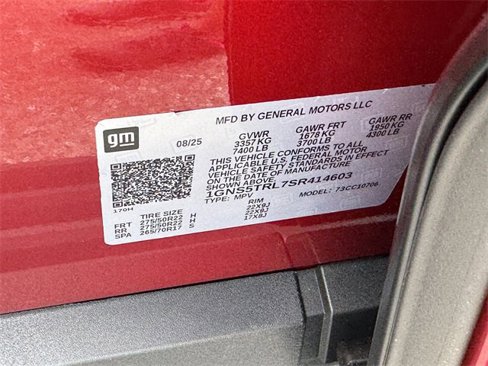 MFD BY GENERAL MOTORS LLC
gm
08/25
GVWR GAWR FRT GAWR RR
3357 KG 1678 KG 1950 KG
7400 LB 3700 LB 4300 LB
THIS VEHICLE CONFORMS TO ALL
APPLICABLE U.S. FEDERAL MOTOR
VEHICLE SAFETY STANDARDS IN
EFFECT ON THE DATE OF MANUFACTURE
SHOWN ABOVE.
1GNS5TRL7SR414603
TYPE: MPV MODEL: 73CC10706
170H
TIRE SIZE RIM
FRT 275/50R22 H 22X9J
RR 275/50R22 H 22X9J
SPA 265/70R17 S 17X8J